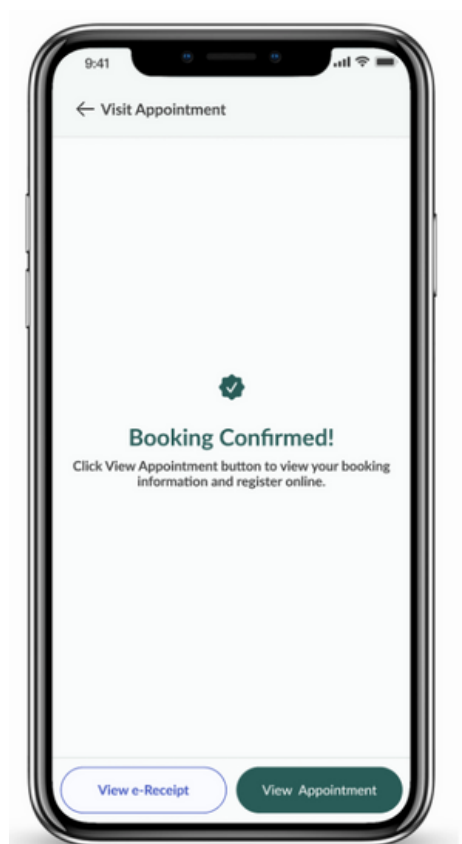 9:41
← Visit Appointment
Booking Confirmed!
Click View Appointment button to view your booking
information and register online.
View e-Receipt
View Appointment